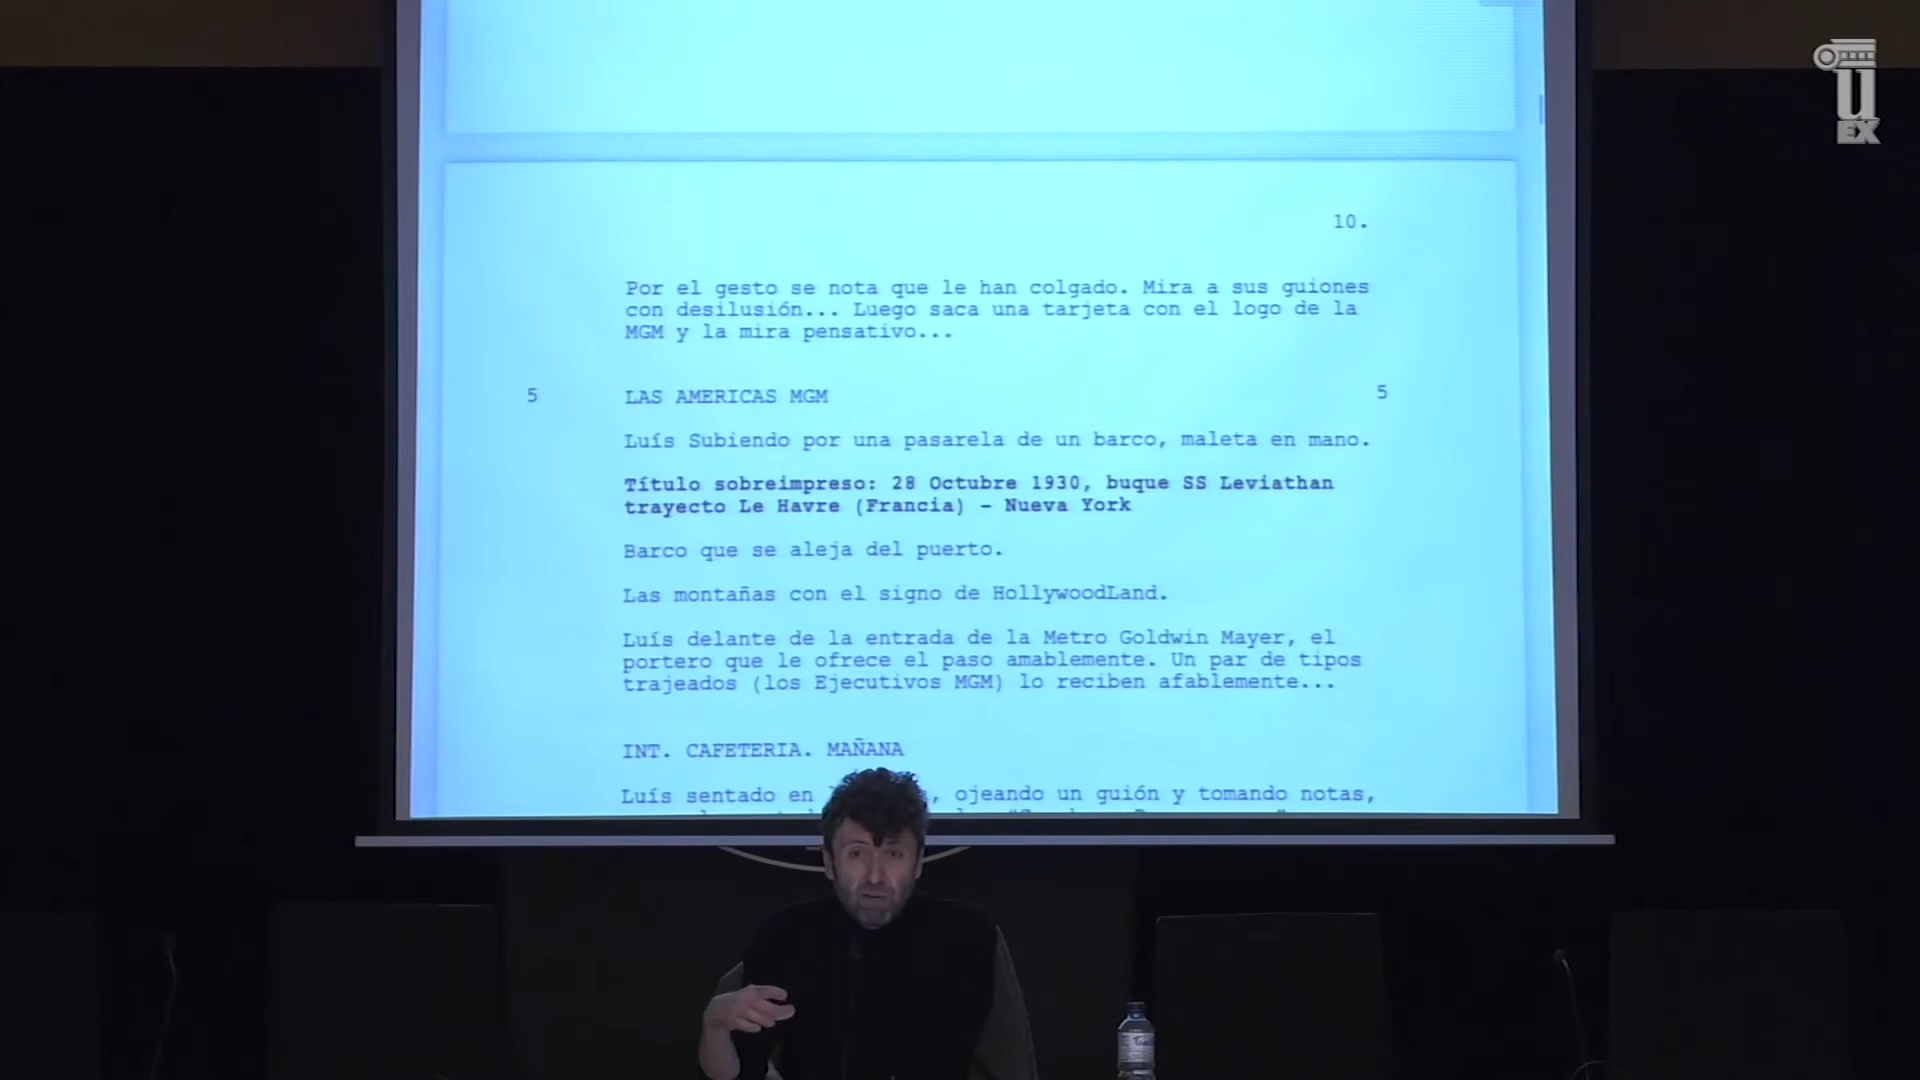 U
EX
10.
Por el gesto se nota que le han colgado. Mira a sus guiones
con desilusión... Luego saca una tarjeta con el logo de la
MGM y la mira pensativo...
5 LAS AMERICAS MGM 5
Luís Subiendo por una pasarela de un barco, maleta en mano.
Título sobreimpreso: 28 Octubre 1930, buque SS Leviathan
trayecto Le Havre (Francia) - Nueva York
Barco que se aleja del puerto.
Las montañas con el signo de HollywoodLand.
Luís delante de la entrada de la Metro Goldwin Mayer, el
portero que le ofrece el paso amablemente. Un par de tipos
trajeados (los Ejecutivos MGM) lo reciben afablemente...
INT. CAFETERIA. MAÑANA
Luís sentado en , ojeando un guión y tomando notas,